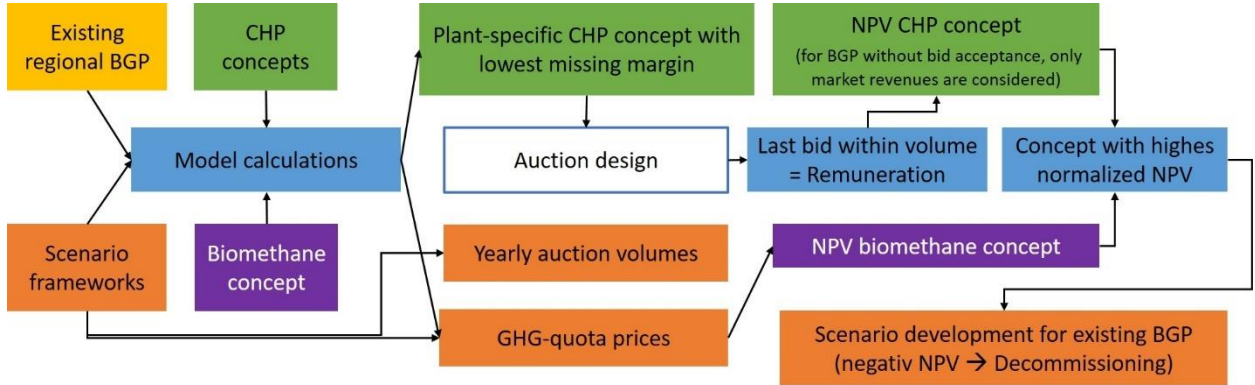 Existing
regional BGP
CHP
concepts
Plant-specific CHP concept with
lowest missing margin
NPV CHP concept
(for BGP without bid acceptance, only
market revenues are considered)
Model calculations
Auction design
Last bid within volume
= Remuneration
Concept with highes
normalized NPV
Scenario
frameworks
Biomethane
concept
Yearly auction volumes
NPV biomethane concept
GHG-quota prices
Scenario development for existing BGP
(negativ NPV → Decommissioning)